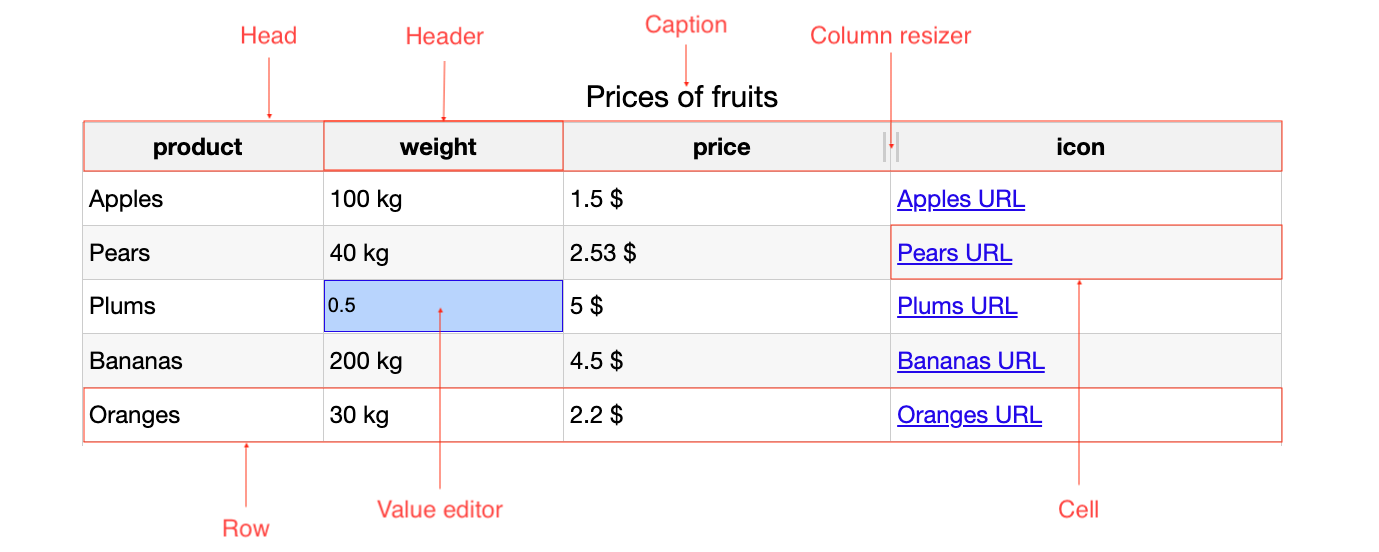 Head Header Caption Column resizer
Prices of fruits
product weight price icon
Apples 100 kg 1.5 $ Apples URL
Pears 40 kg 2.53 $ Pears URL
Plums 0.5 5 $ Plums URL
Bananas 200 kg 4.5 $ Bananas URL
Oranges 30 kg 2.2 $ Oranges URL
Row Value editor Cell